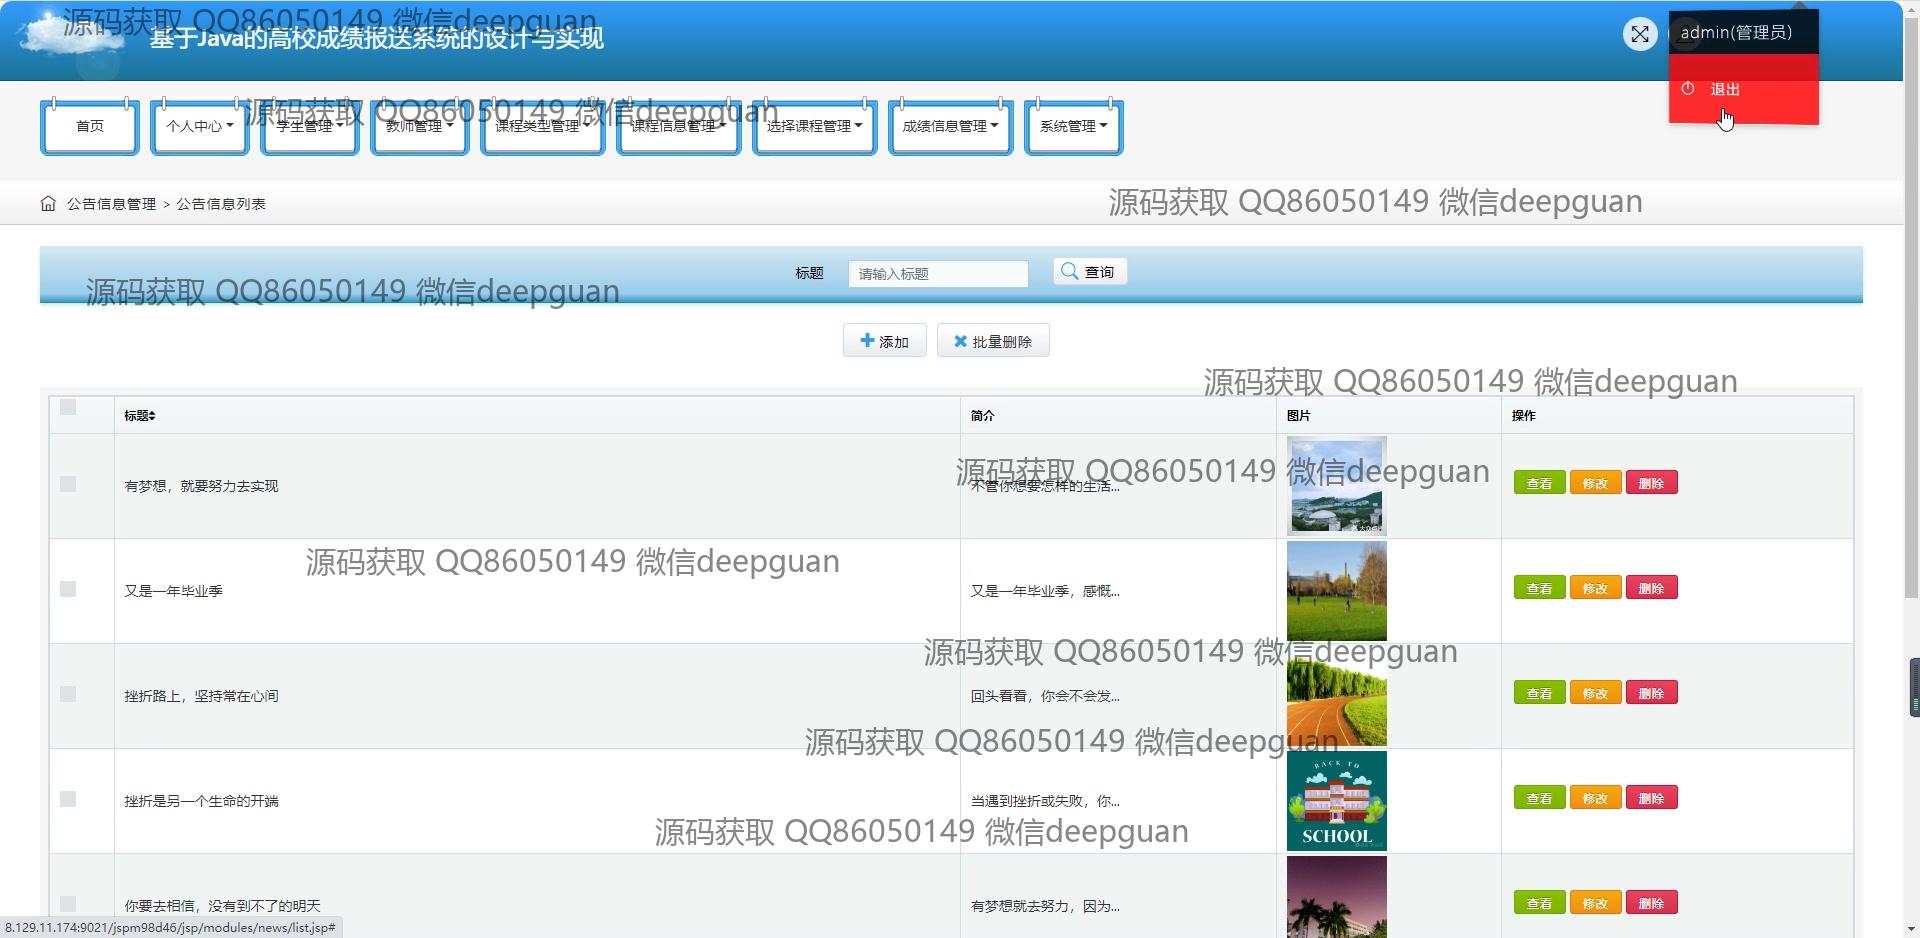 源码获取 QQ86050149 微信deepguan
基于Java的高校成绩报送系统的设计与实现
admin(管理员)
退出
首页 个人中心 学生管理 教师管理 课程类型管理 课程信息管理 选择课程管理 成绩信息管理 系统管理
源码获取 QQ86050149 微信deepguan
公告信息管理 > 公告信息列表
源码获取 QQ86050149 微信deepguan
标题 请输入标题 查询
源码获取 QQ86050149 微信deepguan
添加 批量删除
源码获取 QQ86050149 微信deepguan
标题 简介 图片 操作
源码获取 QQ86050149 微信deepguan
有梦想，就要努力去实现 不管你想要怎样的生活... 查看 修改 删除
源码获取 QQ86050149 微信deepguan
又是一年毕业季 又是一年毕业季，感慨... 查看 修改 删除
源码获取 QQ86050149 微信deepguan
挫折路上，坚持常在心间 回头看看，你会不会发... 查看 修改 删除
源码获取 QQ86050149 微信deepguan
BACK TO
挫折是另一个生命的开端 当遇到挫折或失败，你... 查看 修改 删除
SCHOOL
源码获取 QQ86050149 微信deepguan
你要去相信，没有到不了的明天 有梦想就去努力，因为... 查看 修改 删除
8.129.11.174:9021/jspm98d46/jsp/modules/news/list.jsp#